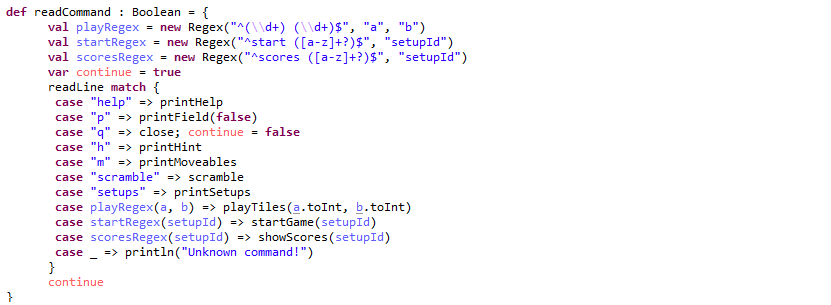 def readCommand : Boolean = {
      val playRegex = new Regex("^(\\d+) (\\d+)$", "a", "b")
      val startRegex = new Regex("^start ([a-z]+?)$", "setupId")
      val scoresRegex = new Regex("^scores ([a-z]+?)$", "setupId")
      var continue = true
      readLine match {
       case "help" => printHelp
       case "p" => printField(false)
       case "q" => close; continue = false
       case "h" => printHint
       case "m" => printMoveables
       case "scramble" => scramble
       case "setups" => printSetups
       case playRegex(a, b) => playTiles(a.toInt, b.toInt)
       case startRegex(setupId) => startGame(setupId)
       case scoresRegex(setupId) => showScores(setupId)
       case _ => println("Unknown command!")
      }
      continue
}